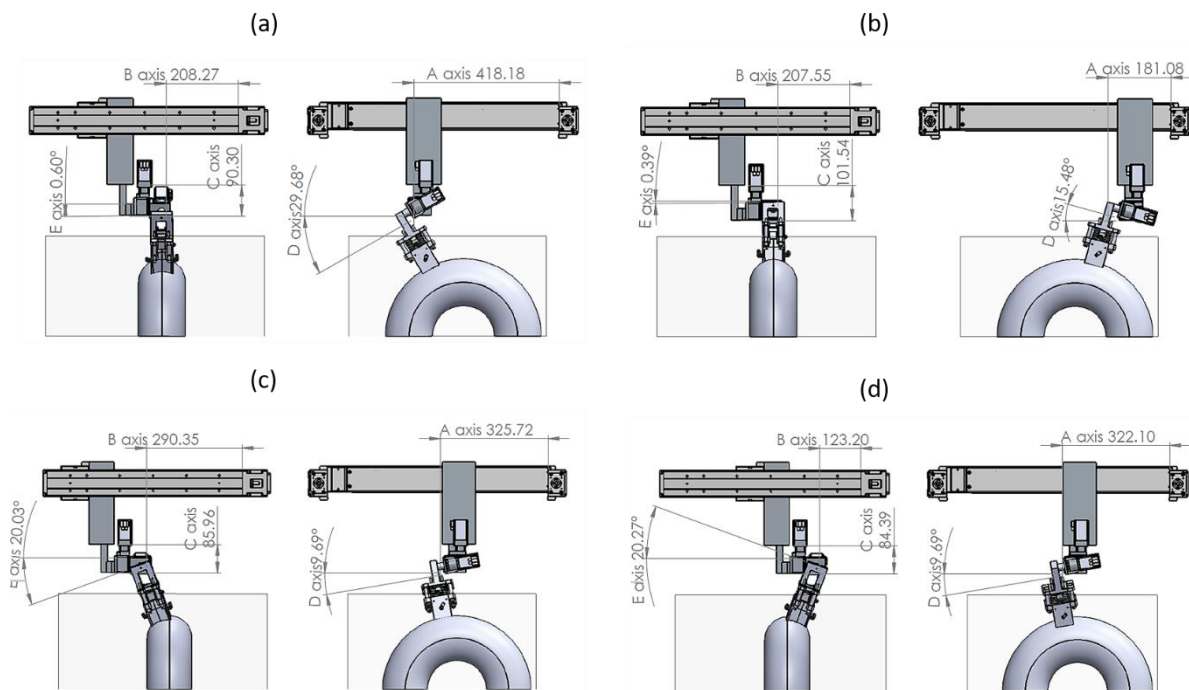 (a)
B axis 208.27
A axis 418.18
E axis 0.60°
C axis
90.30
D axis29.68°
(b)
B axis 207.55
A axis 181.08
E axis 0.39°
C axis
101.54
D axis15.48°
(c)
B axis 290.35
A axis 325.72
E axis 20.03°
C axis
85.96
D axis9.69°
(d)
B axis 123.20
A axis 322.10
E axis 20.27°
C axis
84.39
D axis9.69°